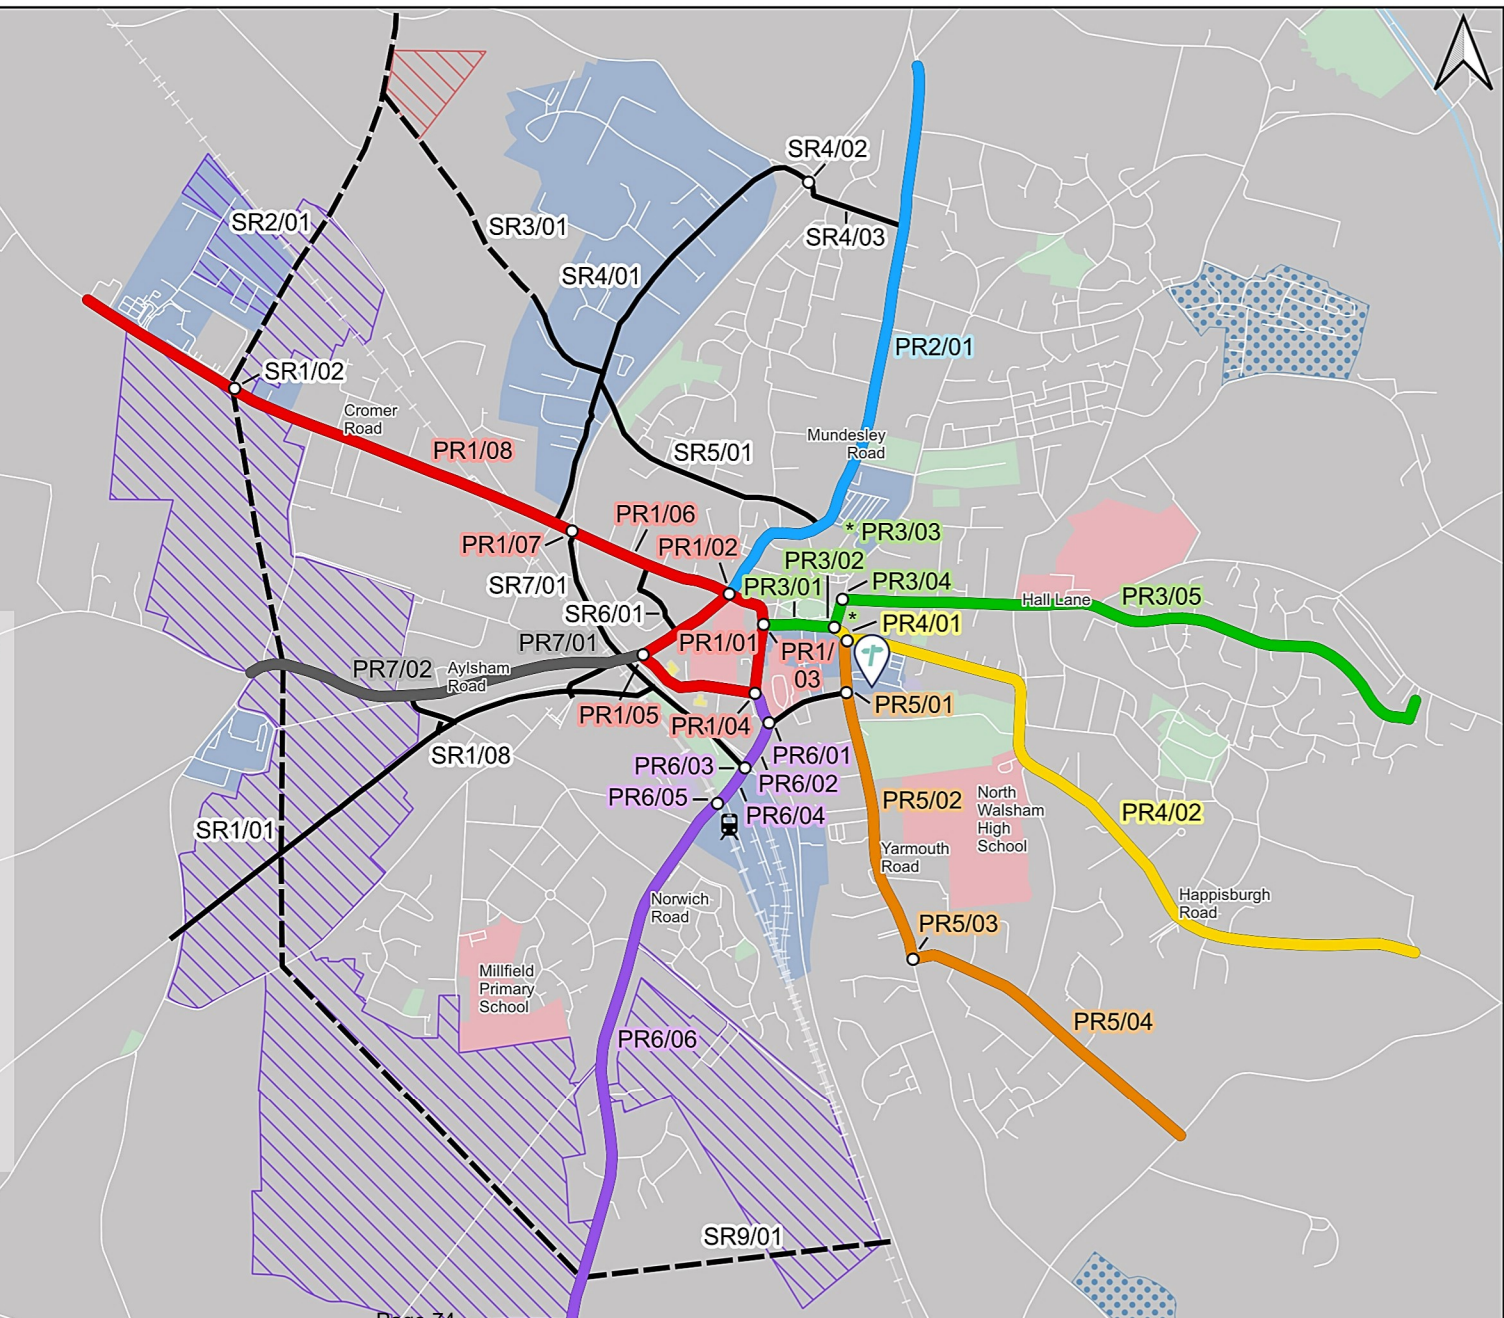 SR4/02
SR2/01
SR3/01
SR4/03
SR4/01
PR2/01
SR1/02
Cromer
Road
PR1/08
Mundesley
Road
SR5/01
PR1/06
* PR3/03
PR1/07
PR1/02
PR3/02
SR7/01
PR3/01
PR3/04
Hall Lane
PR3/05
SR6/01
*
PR4/01
PR7/01
PR1/01
PR1/
03
PR7/02
Aylsham
Road
PR1/05
PR1/04
PR5/01
SR1/08
PR6/01
PR6/03
PR6/02
PR6/05
PR6/04
PR5/02
North
Walsham
High
School
PR4/02
SR1/01
Yarmouth
Road
Norwich
Road
Happisburgh
Road
PR5/03
Millfield
Primary
School
PR5/04
PR6/06
SR9/01
Page 74